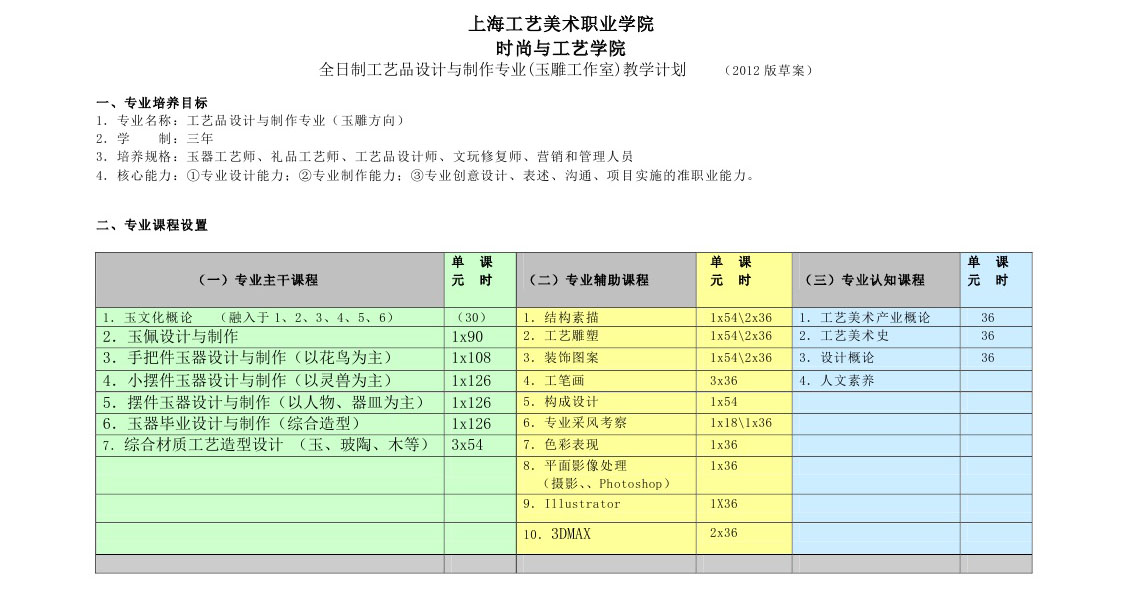 上海工艺美术职业学院
时尚与工艺学院
全日制工艺品设计与制作专业(玉雕工作室)教学计划 （2012 版草案）
一、专业培养目标
1. 专业名称：工艺品设计与制作专业（玉雕方向）
2. 学 制：三年
3. 培养规格：玉器工艺师、礼品工艺师、工艺品设计师、文玩修复师、营销和管理人员
4. 核心能力：①专业设计能力；②专业制作能力；③专业创意设计、表述、沟通、项目实施的准职业能力。
二、专业课程设置
（一）专业主干课程 单 课 元 时 （二）专业辅助课程 单 课 元 时 （三）专业认知课程 单 课 元 时
1. 玉文化概论 （融入于 1、2、3、4、5、6） （30） 1. 结构素描 1x54\2x36 1. 工艺美术产业概论 36
2. 玉佩设计与制作 1x90 2. 工艺雕塑 1x54\2x36 2. 工艺美术史 36
3. 手把件玉器设计与制作（以花鸟为主） 1x108 3. 装饰图案 1x54\2x36 3. 设计概论 36
4. 小摆件玉器设计与制作（以灵兽为主） 1x126 4. 工笔画 3x36 4. 人文素养
5. 摆件玉器设计与制作（以人物、器皿为主） 1x126 5. 构成设计 1x54
6. 玉器毕业设计与制作（综合造型） 1x126 6. 专业采风考察 1x18\1x36
7. 综合材质工艺造型设计 （玉、玻陶、木等） 3x54 7. 色彩表现 1x36
8. 平面影像处理 1x36
（摄影、、Photoshop）
9. Illustrator 1X36
10. 3DMAX 2x36